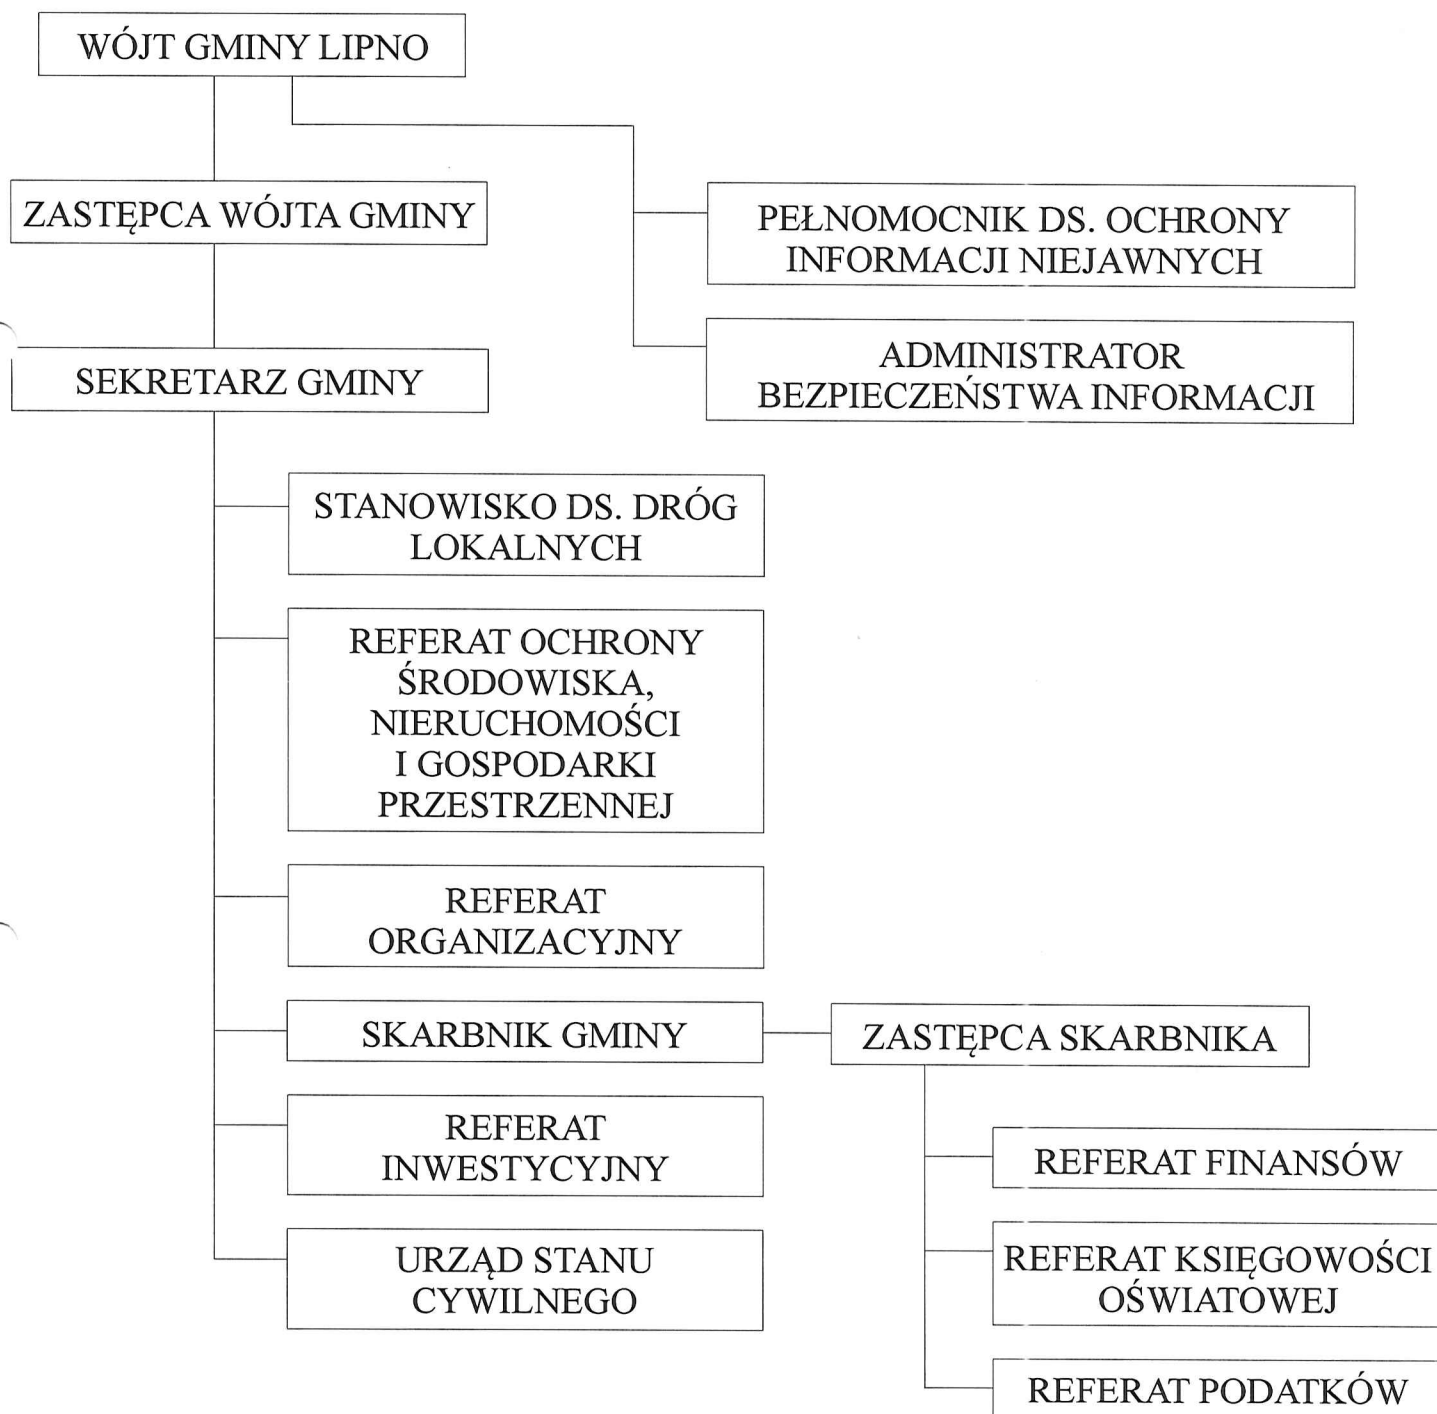 WÓJT GMINY LIPNO
ZASTĘPCA WÓJTA GMINY
PEŁNOMOCNIK DS. OCHRONY
INFORMACJI NIEJAWNYCH
ADMINISTRATOR
BEZPIECZEŃSTWA INFORMACJI
SEKRETARZ GMINY
STANOWISKO DS. DRÓG
LOKALNYCH
REFERAT OCHRONY
ŚRODOWISKA,
NIERUCHOMOŚCI
I GOSPODARKI
PRZESTRZENNEJ
REFERAT
ORGANIZACYJNY
SKARBNIK GMINY
ZASTĘPCA SKARBNIKA
REFERAT
INWESTYCYJNY
URZĄD STANU
CYWILNEGO
REFERAT FINANSÓW
REFERAT KSIĘGOWOŚCI
OŚWIATOWEJ
REFERAT PODATKÓW